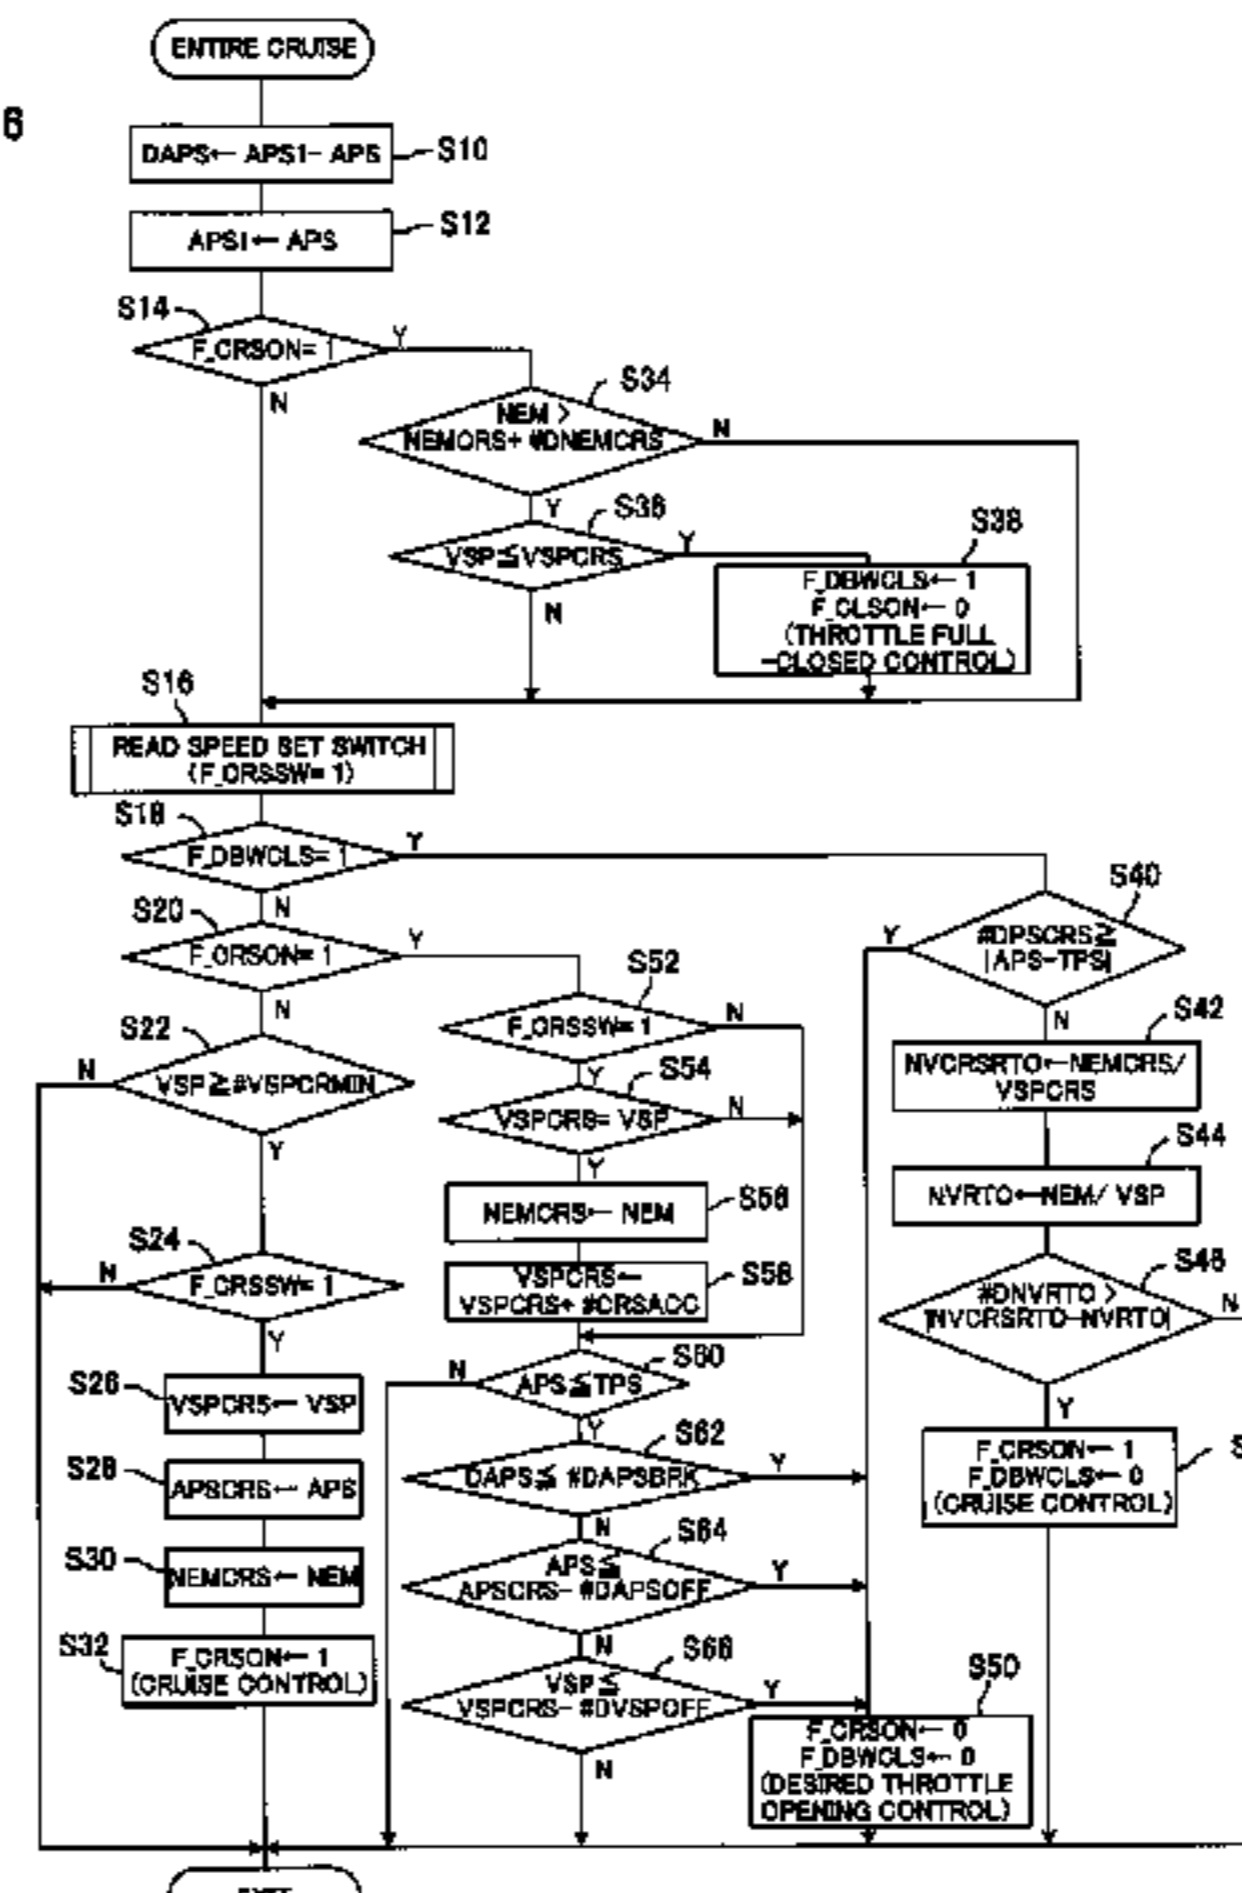 ENTIRE CRUISE
6
DAPS← APS1- APS
S10
APS1← APS
S12
S14
F_CRSON= 1
Y
N
S34
NEM >
NEMCRS+ #DNEMCRS
N
Y
S36
VSP≦VSPCRS
Y
N
S38
F_DBWCLS← 1
F_CLSON← 0
(THROTTLE FULL
-CLOSED CONTROL)
S16
READ SPEED SET SWITCH
(F_CRSSW= 1)
S18
F_DBWCLS= 1
Y
N
S20
F_CRSON= 1
Y
N
S22
VSP≧#VSPCRMIN
N
Y
S24
F_CRSSW= 1
N
Y
S26
VSPCRS← VSP
S28
APSCRS← APS
S30
NEMCRS← NEM
S32
F_CRSON← 1
(CRUISE CONTROL)
S52
F_CRSSW= 1
N
Y
S54
VSPCRS= VSP
N
Y
S56
NEMCRS← NEM
S58
VSPCRS←
VSPCRS+ #CRSACC
S60
APS≦TPS
N
Y
S62
DAPS≦ #DAPSBRK
Y
N
S64
APS≦
APSCRS- #DAPSOFF
Y
N
S66
VSP≦
VSPCRS- #DVSPOFF
Y
N
S40
#DPSCRS≧
|APS-TPS|
Y
N
S42
NVCRSRTO←NEMCRS/
VSPCRS
S44
NVRTO←NEM/ VSP
S46
#DNVRTO >
|NVCRSRTO-NVRTO|
N
Y
F_CRSON← 1
F_DBWCLS← 0
(CRUISE CONTROL)
S50
F_CRSON← 0
F_DBWCLS← 0
(DESIRED THROTTLE
OPENING CONTROL)